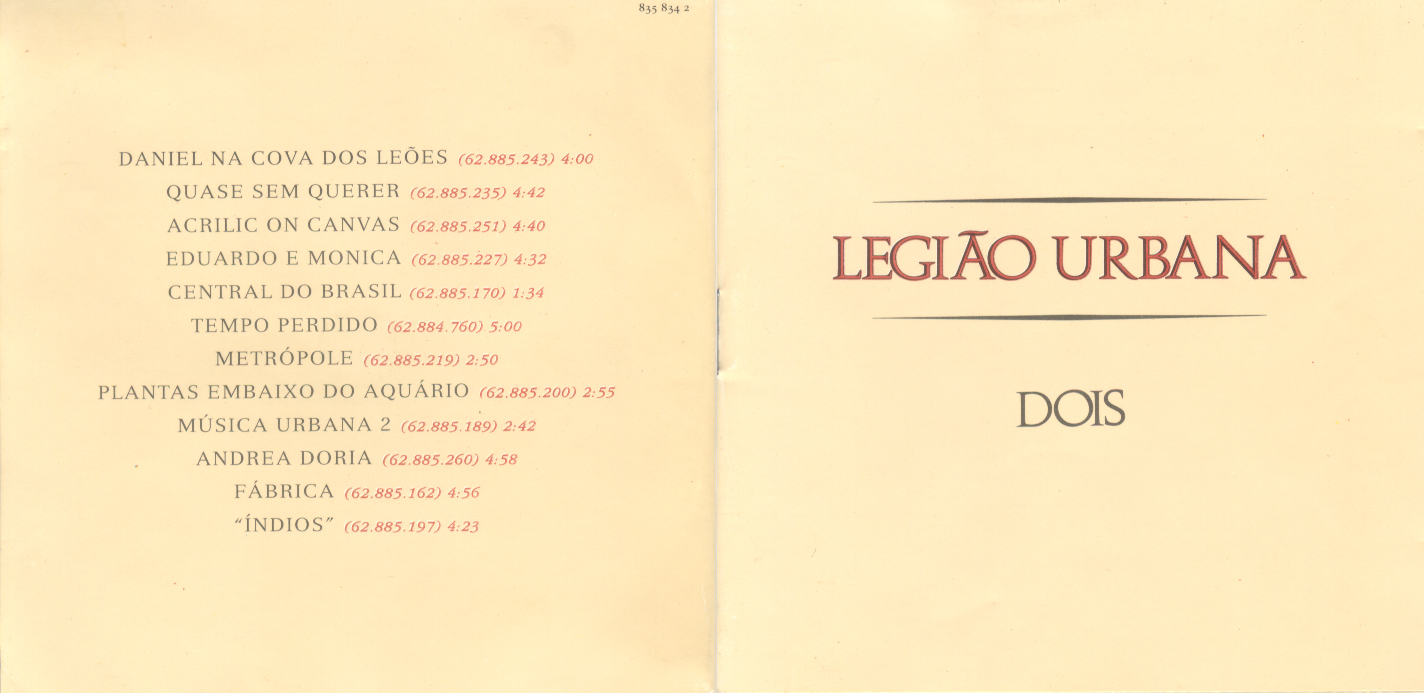 835 834 2
DANIEL NA COVA DOS LEÕES (62.885.243) 4:00
QUASE SEM QUERER (62.885.235) 4:42
ACRILIC ON CANVAS (62.885.251) 4:40
EDUARDO E MONICA (62.885.227) 4:32
CENTRAL DO BRASIL (62.885.170) 1:34
TEMPO PERDIDO (62.884.760) 5:00
METRÓPOLE (62.885.219) 2:50
PLANTAS EMBAIXO DO AQUÁRIO (62.885.200) 2:55
MÚSICA URBANA 2 (62.885.189) 2:42
ANDREA DORIA (62.885.260) 4:58
FÁBRICA (62.885.162) 4:56
“ÍNDIOS” (62.885.197) 4:23
LEGIÃO URBANA
DOIS